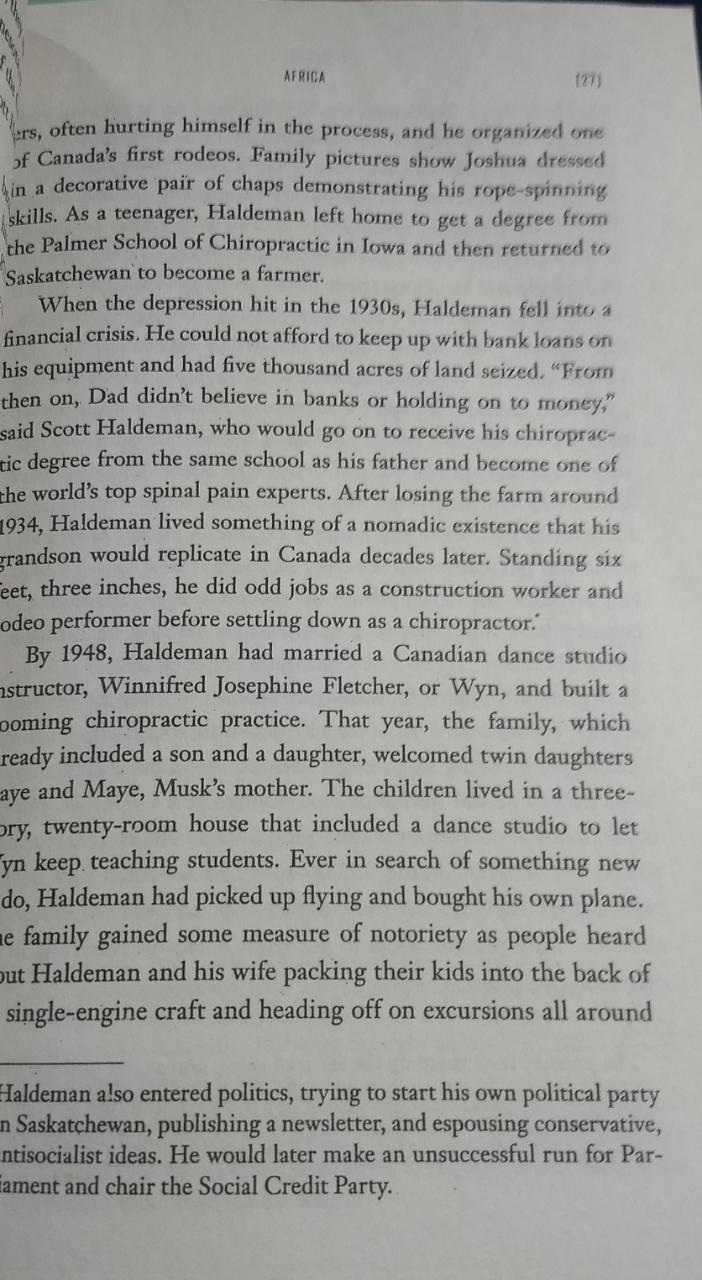 AFRICA [27]
ers, often hurting himself in the process, and he organized one
of Canada's first rodeos. Family pictures show Joshua dressed
in a decorative pair of chaps demonstrating his rope-spinning
skills. As a teenager, Haldeman left home to get a degree from
the Palmer School of Chiropractic in Iowa and then returned to
Saskatchewan to become a farmer.
When the depression hit in the 1930s, Haldeman fell into a
financial crisis. He could not afford to keep up with bank loans on
his equipment and had five thousand acres of land seized. “From
then on, Dad didn't believe in banks or holding on to money,”
said Scott Haldeman, who would go on to receive his chiroprac-
tic degree from the same school as his father and become one of
the world's top spinal pain experts. After losing the farm around
1934, Haldeman lived something of a nomadic existence that his
grandson would replicate in Canada decades later. Standing six
eet, three inches, he did odd jobs as a construction worker and
odeo performer before settling down as a chiropractor.*
By 1948, Haldeman had married a Canadian dance studio
nstructor, Winnifred Josephine Fletcher, or Wyn, and built a
ooming chiropractic practice. That year, the family, which
ready included a son and a daughter, welcomed twin daughters
aye and Maye, Musk's mother. The children lived in a three-
ory, twenty-room house that included a dance studio to let
yn keep teaching students. Ever in search of something new
do, Haldeman had picked up flying and bought his own plane.
e family gained some measure of notoriety as people heard
out Haldeman and his wife packing their kids into the back of
single-engine craft and heading off on excursions all around
Haldeman also entered politics, trying to start his own political party
n Saskatchewan, publishing a newsletter, and espousing conservative,
ntisocialist ideas. He would later make an unsuccessful run for Par-
iament and chair the Social Credit Party.